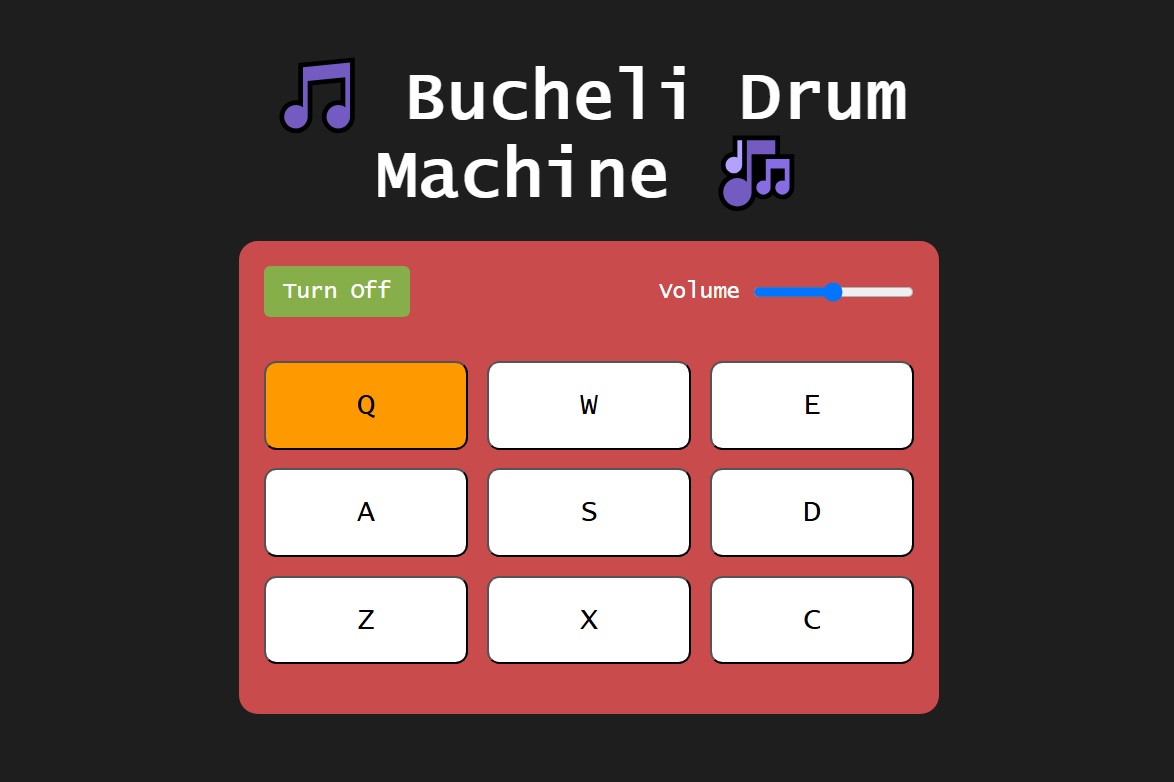 🎵 Bucheli Drum
Machine 🎶
Turn Off
Volume
Q W E
A S D
Z X C